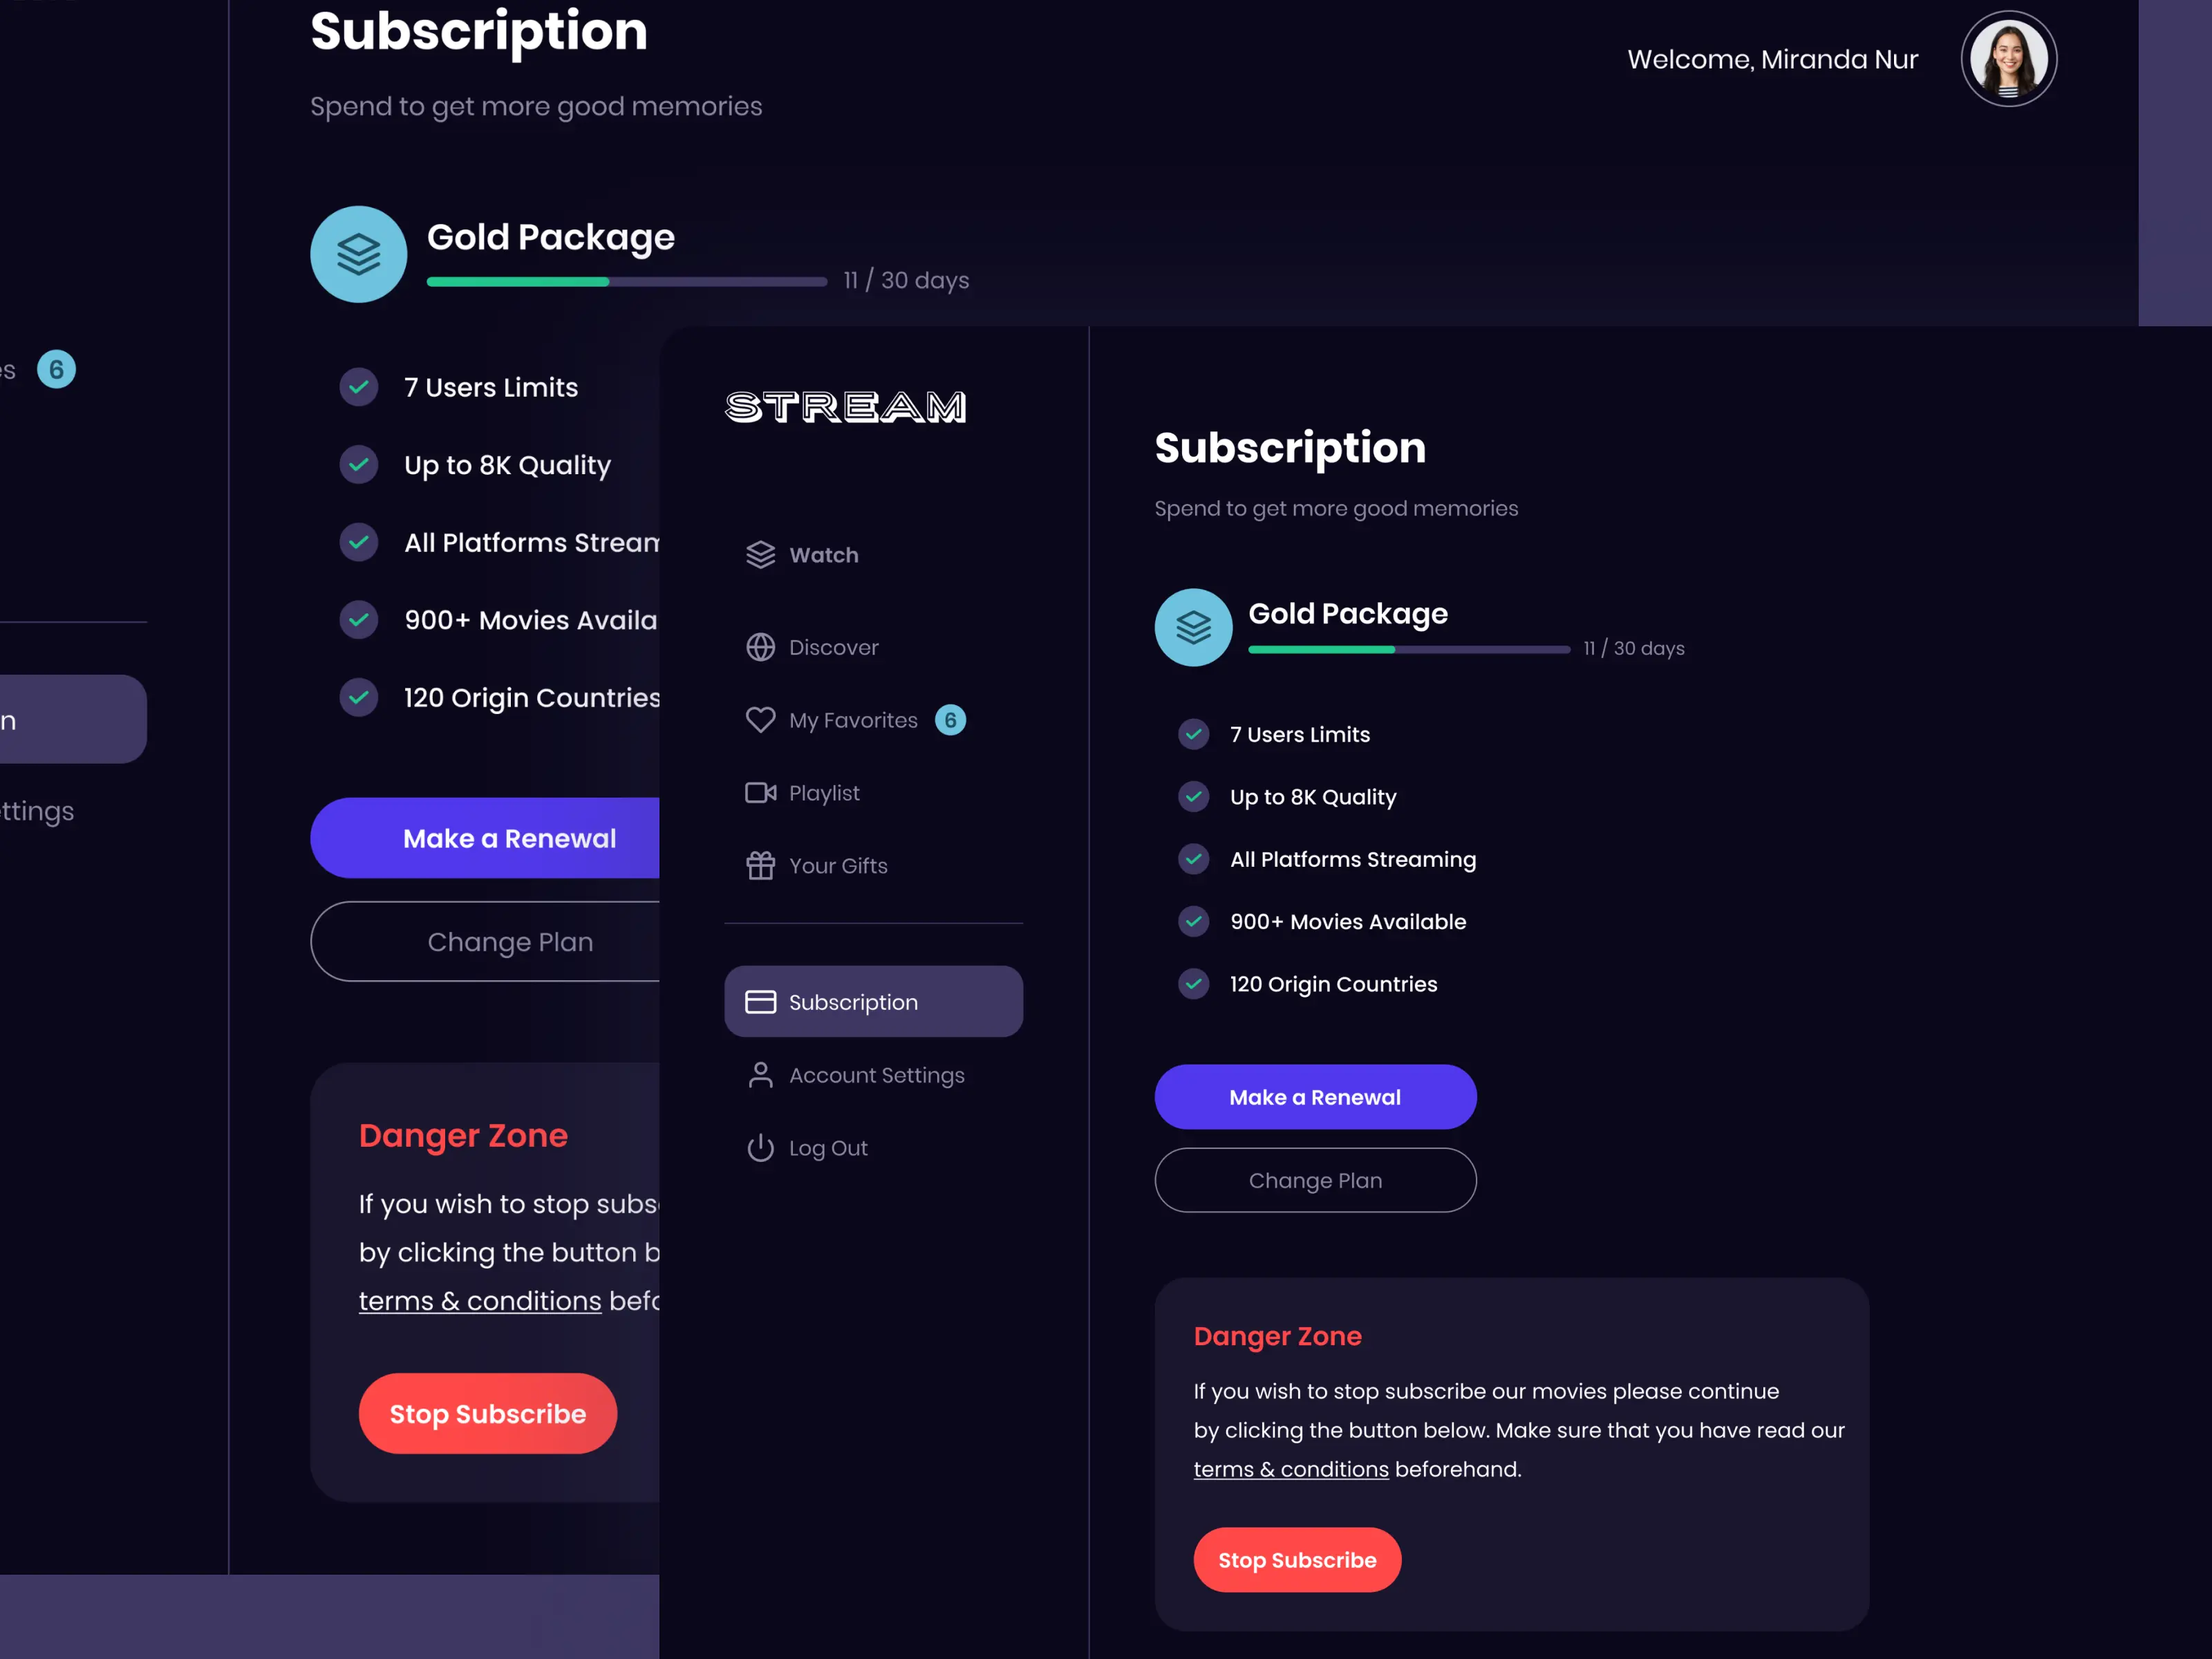 Subscription
Spend to get more good memories
Welcome, Miranda Nur
Gold Package
11 / 30 days
6
7 Users Limits
Up to 8K Quality
All Platforms
900+ Movies
120 Origin Countries
Make a Renewal
Change Plan
Danger Zone
If you wish to stop
by clicking the button
terms & conditions
Stop Subscribe
STREAM
Watch
Discover
My Favorites 6
Playlist
Your Gifts
Subscription
Account Settings
Log Out
Subscription
Spend to get more good memories
Gold Package
11 / 30 days
7 Users Limits
Up to 8K Quality
All Platforms Streaming
900+ Movies Available
120 Origin Countries
Make a Renewal
Change Plan
Danger Zone
If you wish to stop subscribe our movies please continue
by clicking the button below. Make sure that you have read our
terms & conditions beforehand.
Stop Subscribe